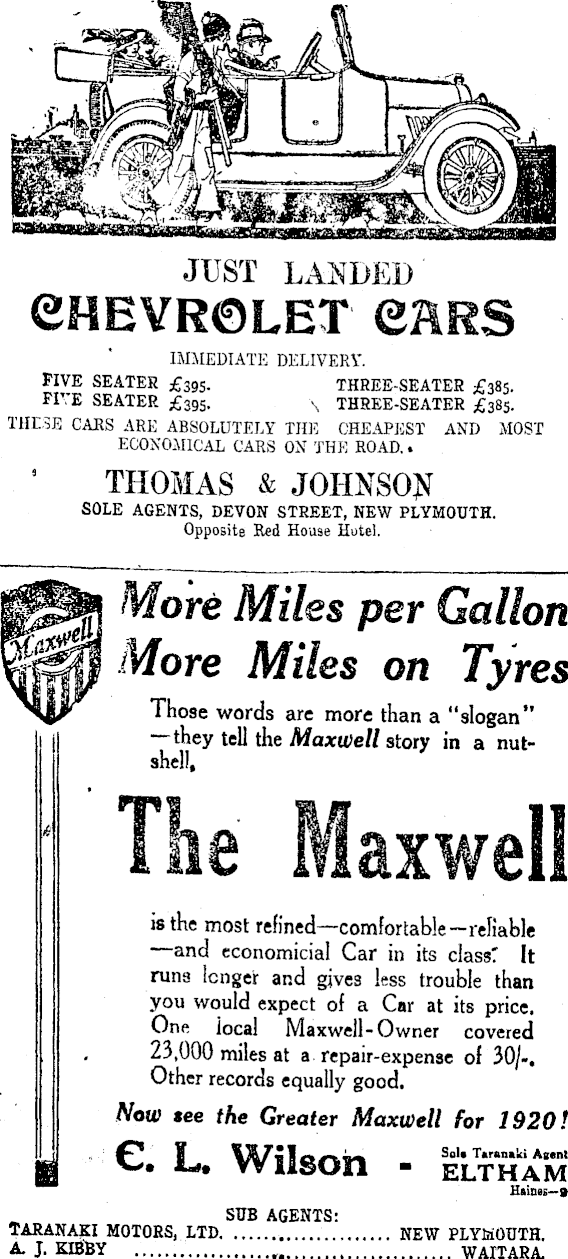 JUST LANDED
CHEVROLET CARS
IMMEDIATE DELIVERY.
FIVE SEATER £395. THREE-SEATER £385.
FIVE SEATER £395. THREE-SEATER £385.
THESE CARS ARE ABSOLUTELY THE CHEAPEST AND MOST
ECONOMICAL CARS ON THE ROAD.
THOMAS & JOHNSON
SOLE AGENTS, DEVON STREET, NEW PLYMOUTH.
Opposite Red House Hotel.
Maxwell
More Miles per Gallon
More Miles on Tyres
Those words are more than a "slogan"
—they tell the Maxwell story in a nut-
shell,
The Maxwell
is the most refined—comfortable—reliable
—and economicial Car in its class. It
runs longer and gives less trouble than
you would expect of a Car at its price.
One local Maxwell-Owner covered
23,000 miles at a repair-expense of 30/-.
Other records equally good.
Now see the Greater Maxwell for 1920!
C. L. Wilson - Sole Taranaki Agent
ELTHAM
Haines—9
SUB AGENTS:
TARANAKI MOTORS, LTD. .................... NEW PLYMOUTH.
A. J. KIBBY ........................................ WAITARA.